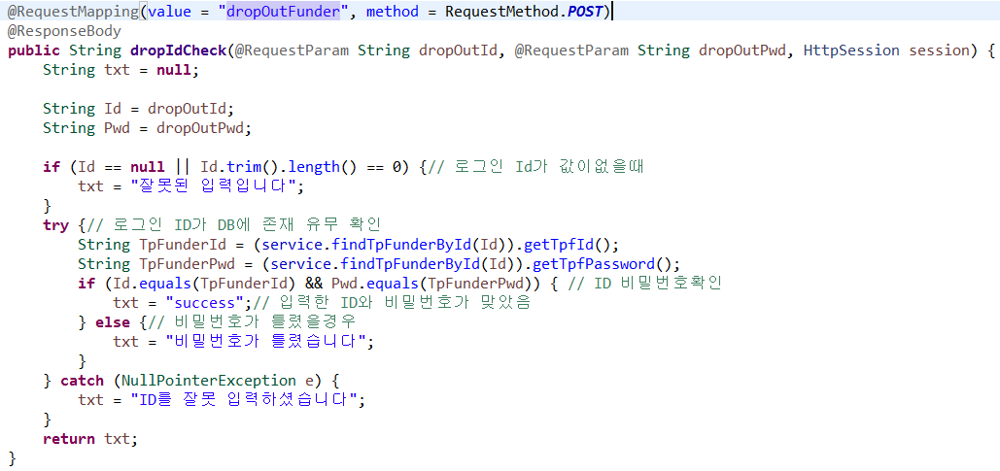 @RequestMapping(value = "dropOutFunder", method = RequestMethod.POST)
@ResponseBody
public String dropIdCheck(@RequestParam String dropOutId, @RequestParam String dropOutPwd, HttpSession session) {
    String txt = null;

    String Id = dropOutId;
    String Pwd = dropOutPwd;

    if (Id == null || Id.trim().length() == 0) {// 로그인 Id가 값이없을때
        txt = "잘못된 입력입니다";
    }
    try {// 로그인 ID가 DB에 존재 유무 확인
        String TpFunderId = (service.findTpFunderById(Id)).getTpfId();
        String TpFunderPwd = (service.findTpFunderById(Id)).getTpfPassword();
        if (Id.equals(TpFunderId) && Pwd.equals(TpFunderPwd)) { // ID 비밀번호확인
            txt = "success";// 입력한 ID와 비밀번호가 맞았음
        } else {// 비밀번호가 틀렸을경우
            txt = "비밀번호가 틀렸습니다";
        }
    } catch (NullPointerException e) {
        txt = "ID를 잘못 입력하셨습니다";
    }
    return txt;
}